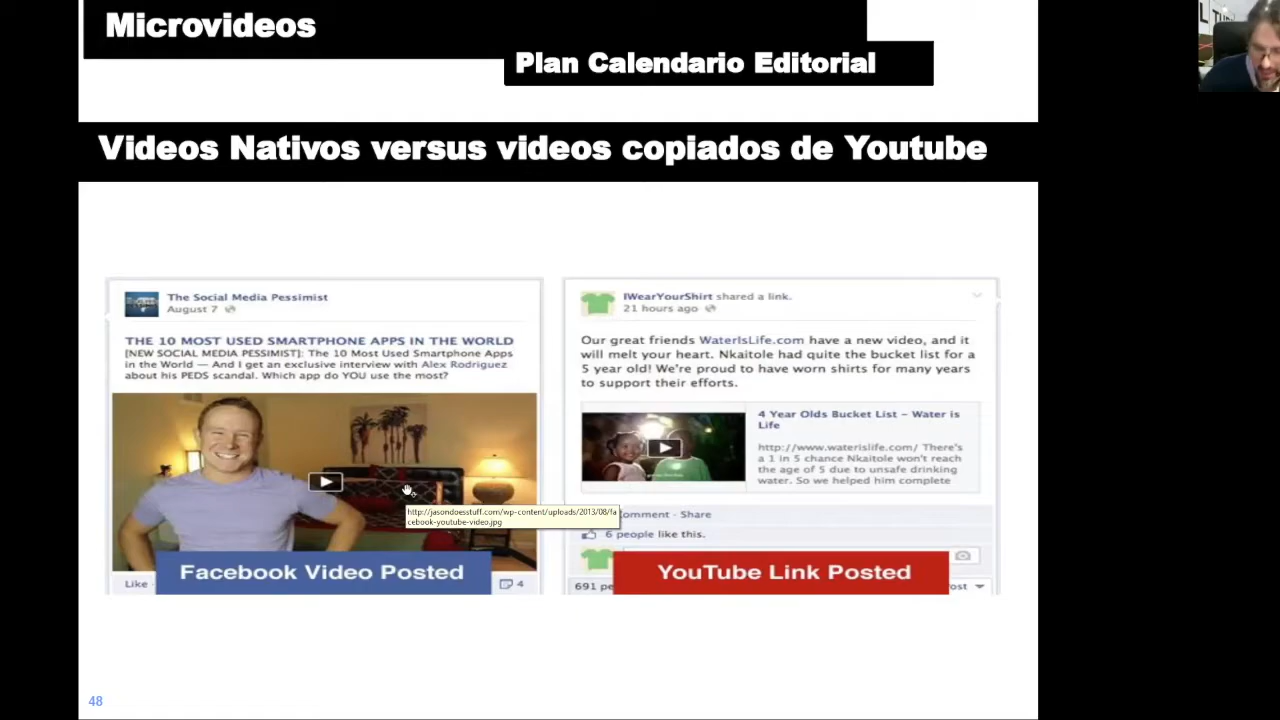 Microvideos
Plan Calendario Editorial
Videos Nativos versus videos copiados de Youtube
The Social Media Pessimist
August 7
THE 10 MOST USED SMARTPHONE APPS IN THE WORLD
[NEW SOCIAL MEDIA PESSIMIST]: The 10 Most Used Smartphone Apps
in the World — And I get an exclusive interview with Alex Rodriguez
about his PEDS scandal. Which app do YOU use the most?
http://jasondoesstuff.com/wp-content/uploads/2013/08/fa
cebook-youtube-video.jpg
Like ·
4
Facebook Video Posted
IWearYourShirt shared a link.
21 hours ago
Our great friends WaterIsLife.com have a new video, and it
will melt your heart. Nkaitole had quite the bucket list for a
5 year old! We're proud to have worn shirts for many years
to support their efforts.
4 Year Olds Bucket List – Water is
Life
http://www.waterislife.com/ There's
a 1 in 5 chance Nkaitole won't reach
the age of 5 due to unsafe drinking
water. So we helped him complete
omment · Share
6 people like this.
691 pe
ost
YouTube Link Posted
48